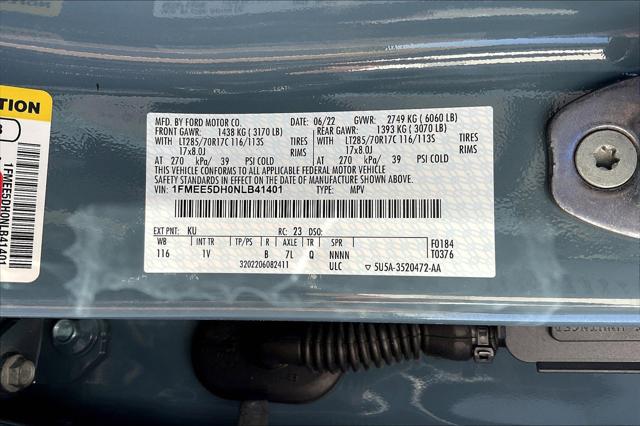 MFD. BY FORD MOTOR CO. DATE: 06/22 GVWR: 2749 KG ( 6060 LB)
FRONT GAWR: 1438 KG ( 3170 LB) REAR GAWR: 1393 KG ( 3070 LB)
WITH LT285/70R17C 116/113S TIRES WITH LT285/70R17C 116/113S TIRES
17x8.0J RIMS 17x8.0J RIMS
AT 270 kPa/ 39 PSI COLD AT 270 kPa/ 39 PSI COLD
THIS VEHICLE CONFORMS TO ALL APPLICABLE FEDERAL MOTOR VEHICLE
SAFETY STANDARDS IN EFFECT ON THE DATE OF MANUFACTURE SHOWN ABOVE.
VIN: 1FMEE5DH0NLB41401 TYPE: MPV
EXT PNT: KU RC: 23 DSO:
WB INT TR TP/PS R AXLE TR SPR F0184
116 1V B 7L Q NNNN T0376
3202206082411 ULC 5U5A-3520472-AA
1FMEE5DH0NLB41401